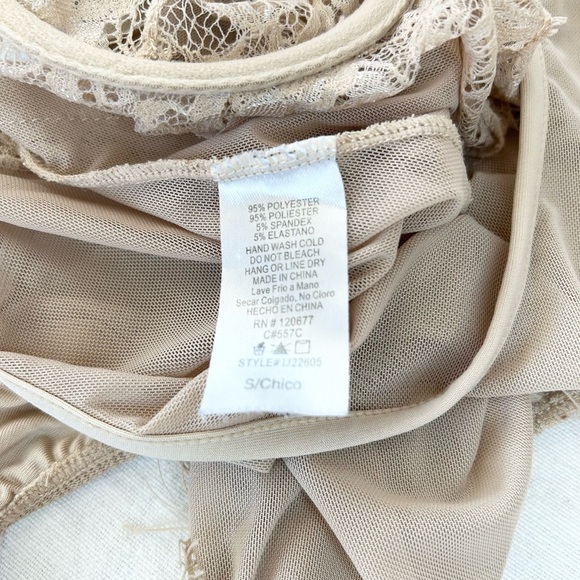 95% POLYESTER
95% POLIESTER
5% SPANDEX
5% ELASTANO
HAND WASH COLD
DO NOT BLEACH
HANG OR LINE DRY
MADE IN CHINA
Lave Frio a Mano
Secar Colgado, No Cloro
HECHO EN CHINA
RN # 120677
C#557C
STYLE#1J22605
S/Chico